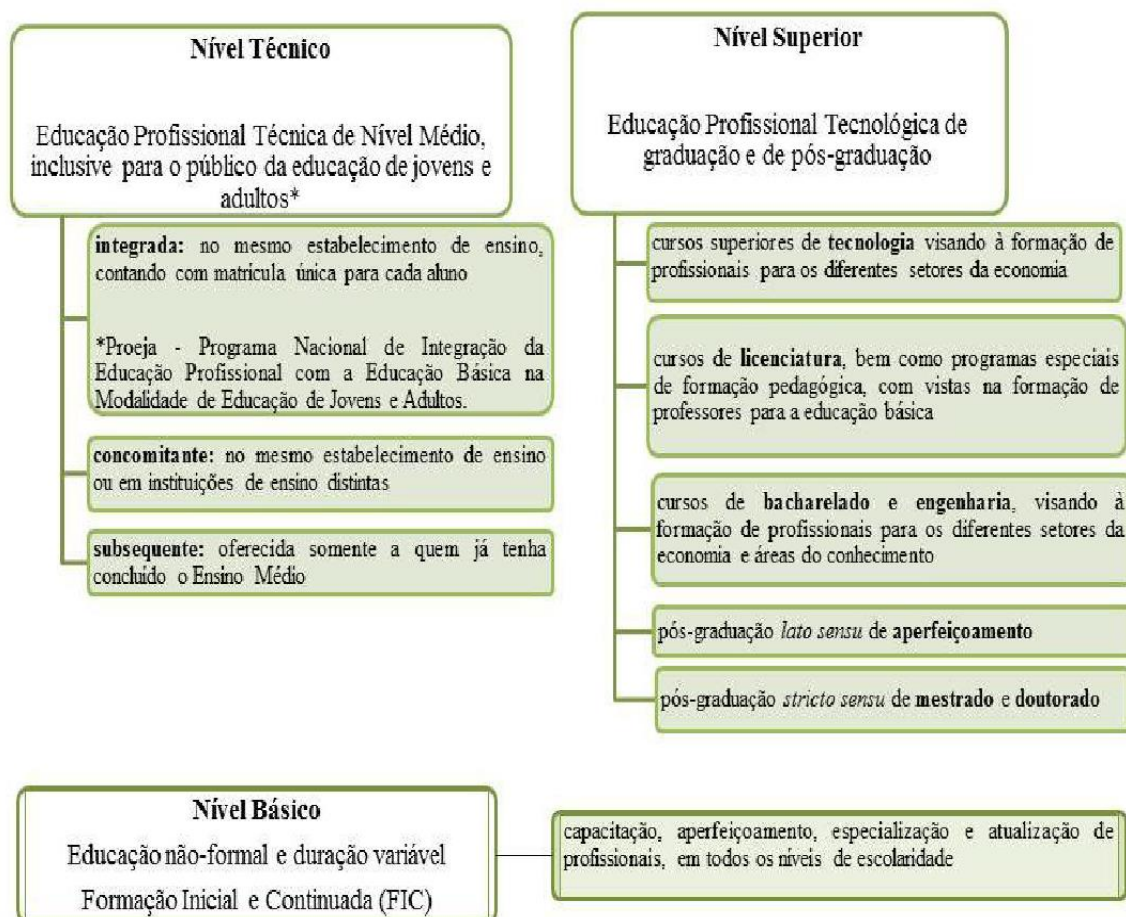 Nível Técnico
Educação Profissional Técnica de Nível Médio,
inclusive para o público da educação de jovens e
adultos*
integrada: no mesmo estabelecimento de ensino,
contando com matrícula única para cada aluno
*Proeja - Programa Nacional de Integração da
Educação Profissional com a Educação Básica na
Modalidade de Educação de Jovens e Adultos.
concomitante: no mesmo estabelecimento de ensino
ou em instituições de ensino distintas
subsequente: oferecida somente a quem já tenha
concluído o Ensino Médio
Nível Superior
Educação Profissional Tecnológica de
graduação e de pós-graduação
cursos superiores de tecnologia visando à formação de
profissionais para os diferentes setores da economia
cursos de licenciatura, bem como programas especiais
de formação pedagógica, com vistas na formação de
professores para a educação básica
cursos de bacharelado e engenharia, visando à
formação de profissionais para os diferentes setores da
economia e áreas do conhecimento
pós-graduação lato sensu de aperfeiçoamento
pós-graduação stricto sensu de mestrado e doutorado
Nível Básico
Educação não-formal e duração variável
Formação Inicial e Continuada (FIC)
capacitação, aperfeiçoamento, especialização e atualização de
profissionais, em todos os níveis de escolaridade